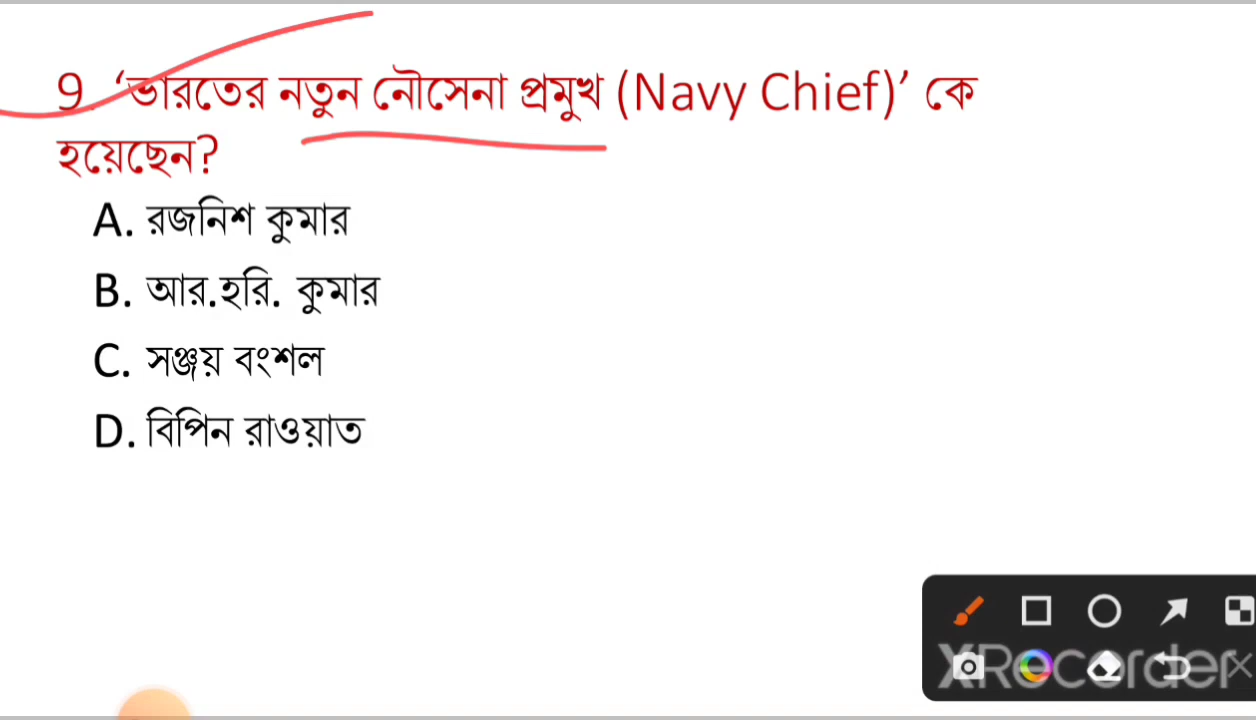 9. ‘ভারতের নতুন নৌসেনা প্রমুখ (Navy Chief)’ কে
হয়েছেন?
A. রজনিশ কুমার
B. আর.হরি. কুমার
C. সঞ্জয় বংশল
D. বিপিন রাওয়াত
XRecorder